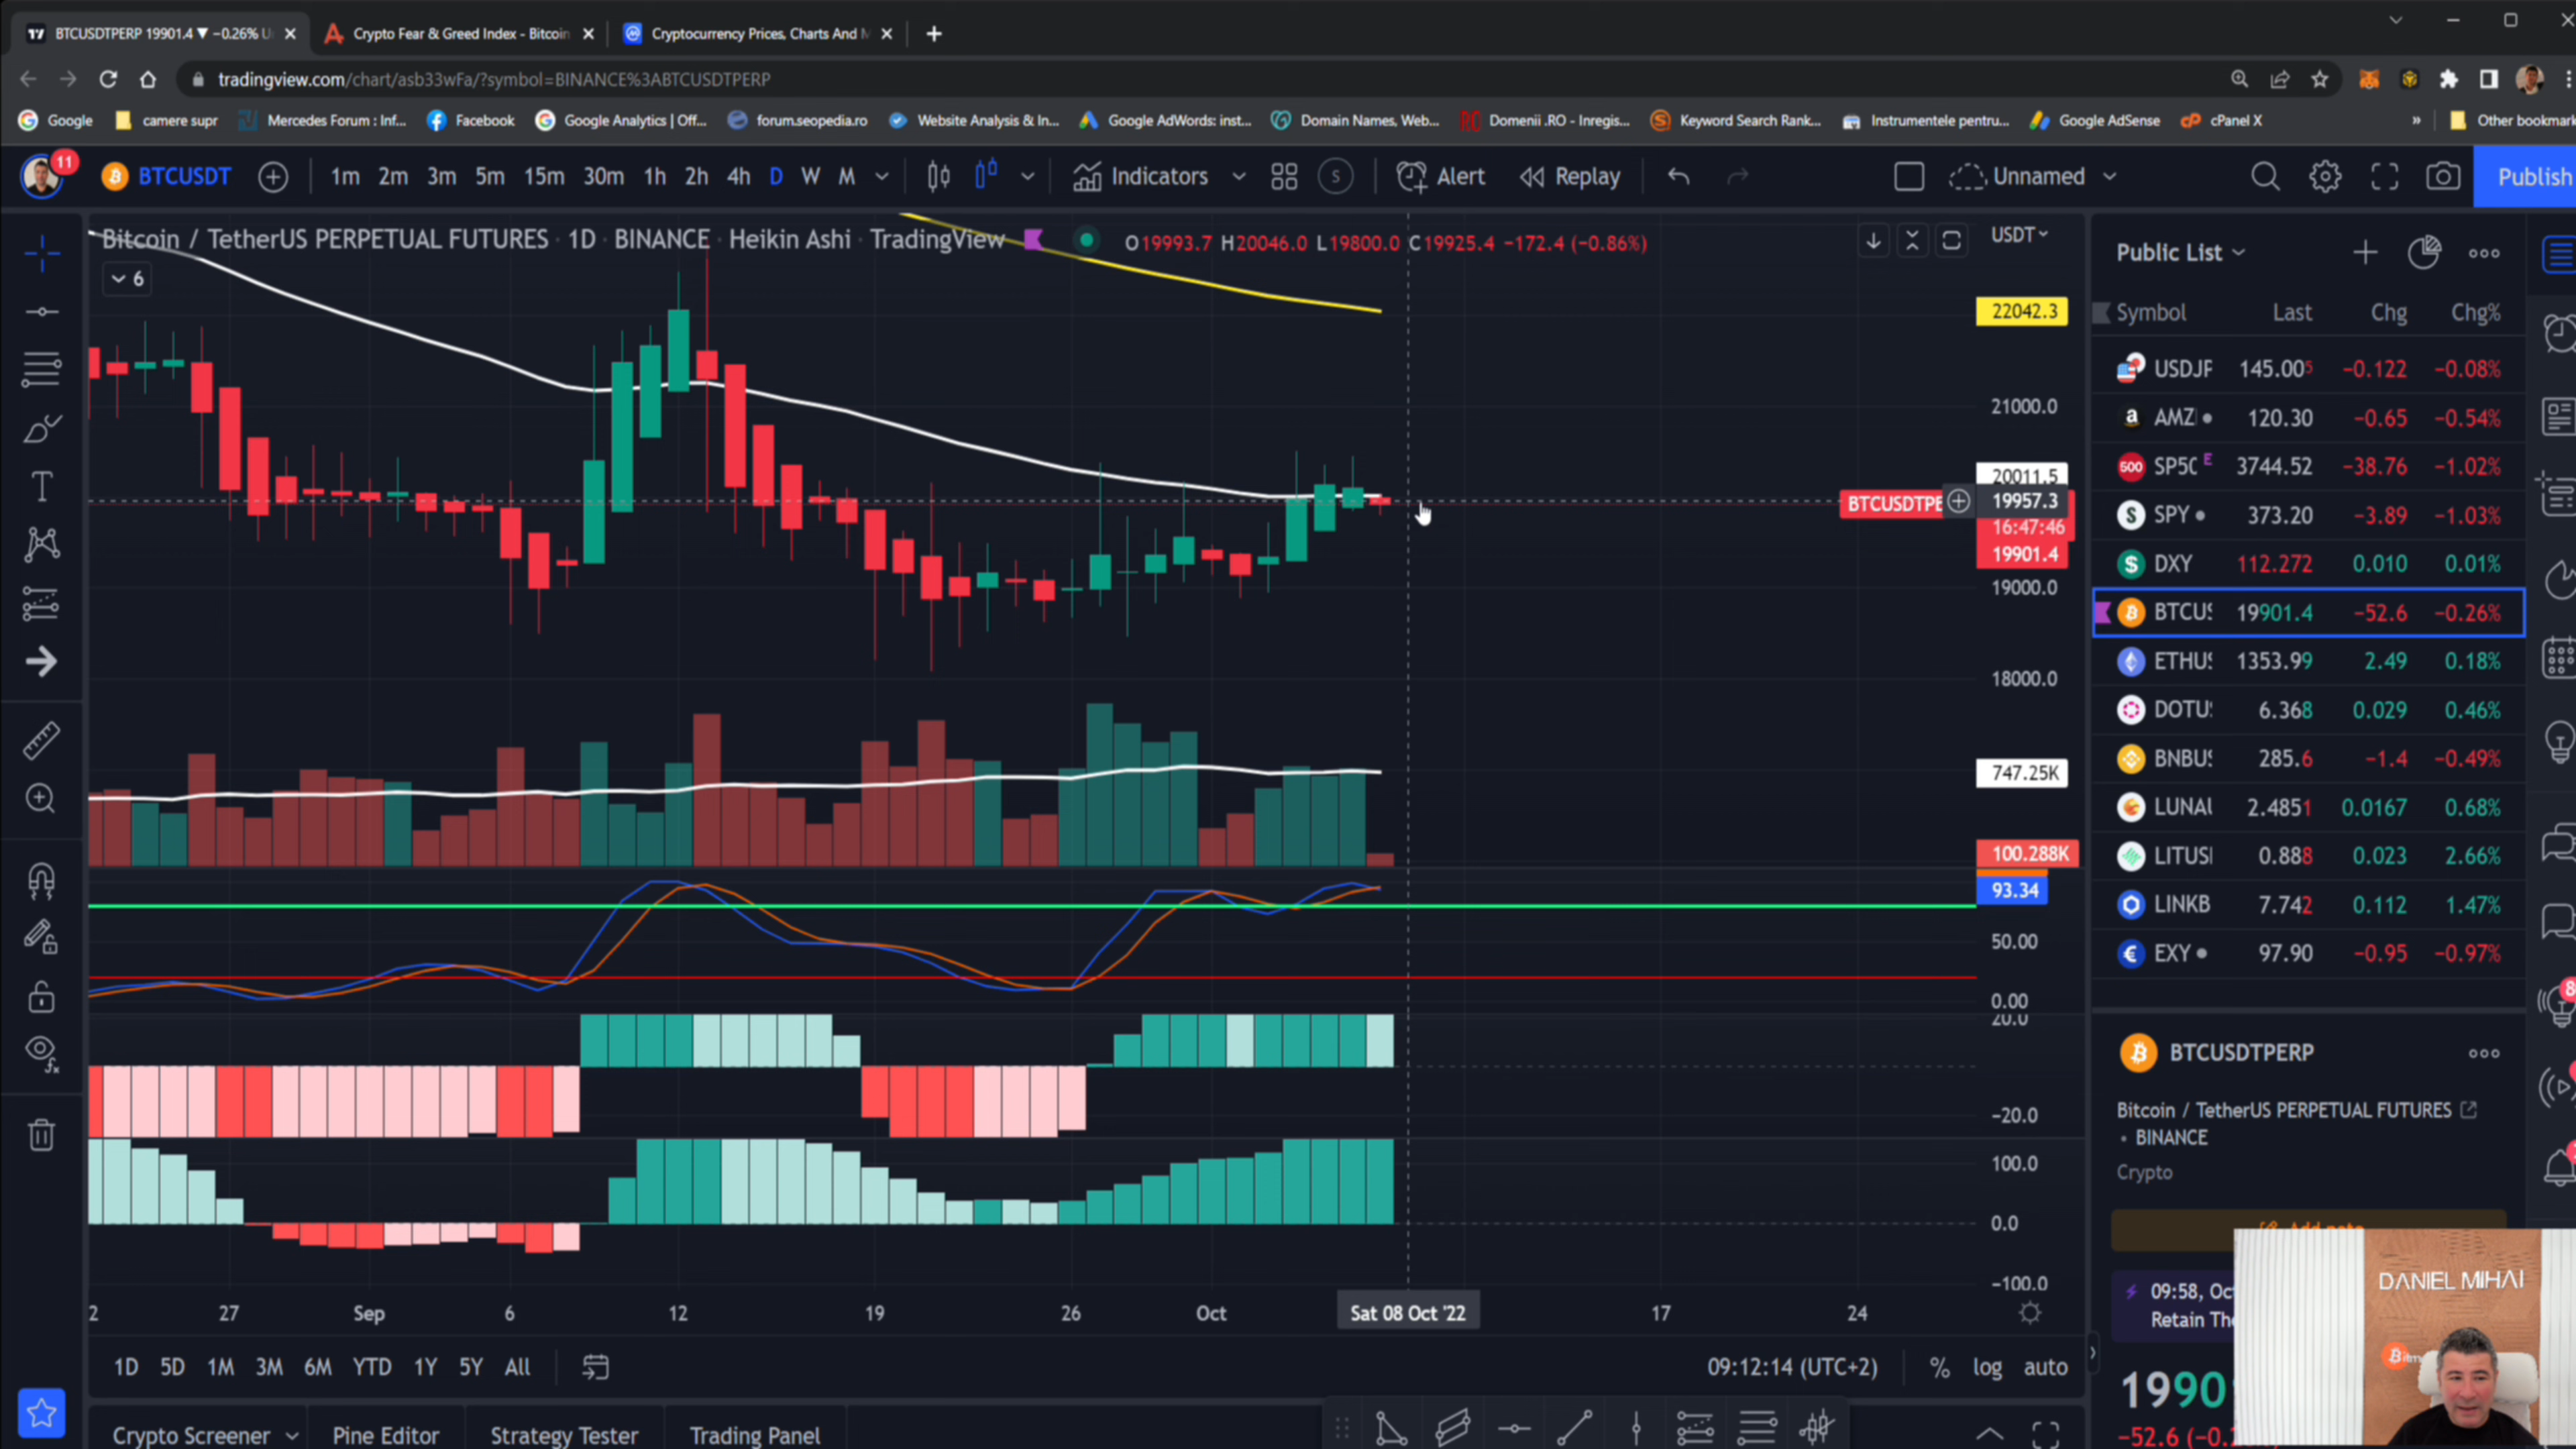 BTCUSDTPERP 19901.4 ▼ −0.26% U
Crypto Fear & Greed Index - Bitcoin
Cryptocurrency Prices, Charts And M
tradingview.com/chart/asb33wFa/?symbol=BINANCE%3ABTCUSDTPERP
Google
camere supr
Mercedes Forum : Inf...
Facebook
Google Analytics | Off...
forum.seopedia.ro
Website Analysis & In...
Google AdWords: inst...
Domain Names, Web...
Domenii .RO - Inregis...
Keyword Search Rank...
Instrumentele pentru...
Google AdSense
cPanel X
»
Other bookmark
11
BTCUSDT
1m 2m 3m 5m 15m 30m 1h 2h 4h D W M
Indicators
S
Alert
Replay
Unnamed
Publish
Bitcoin / TetherUS PERPETUAL FUTURES · 1D · BINANCE · Heikin Ashi · TradingView
O19993.7 H20046.0 L19800.0 C19925.4 −172.4 (−0.86%)
6
USDT
22042.3
21000.0
20011.5
BTCUSDTPE
19957.3
16:47:46
19901.4
19000.0
18000.0
747.25K
100.288K
93.34
50.00
0.00
20.0
−20.0
100.0
0.0
−100.0
2 27 Sep 6 12 19 26 Oct Sat 08 Oct '22 17 24
1D 5D 1M 3M 6M YTD 1Y 5Y All
09:12:14 (UTC+2)
% log auto
Crypto Screener
Pine Editor
Strategy Tester
Trading Panel
Public List
Symbol Last Chg Chg%
USDJP 145.005 −0.122 −0.08%
AMZ 120.30 −0.65 −0.54%
500 SP50 E 3744.52 −38.76 −1.02%
SPY 373.20 −3.89 −1.03%
DXY 112.272 0.010 0.01%
BTCUS 19901.4 −52.6 −0.26%
ETHUS 1353.99 2.49 0.18%
DOTU 6.368 0.029 0.46%
BNBUS 285.6 −1.4 −0.49%
LUNAU 2.4851 0.0167 0.68%
LITUS 0.888 0.023 2.66%
LINKB 7.742 0.112 1.47%
EXY 97.90 −0.95 −0.97%
BTCUSDTPERP
Bitcoin / TetherUS PERPETUAL FUTURES
• BINANCE
Crypto
09:58, Oc
Retain The
1990
−52.6
DANIEL MIHAI